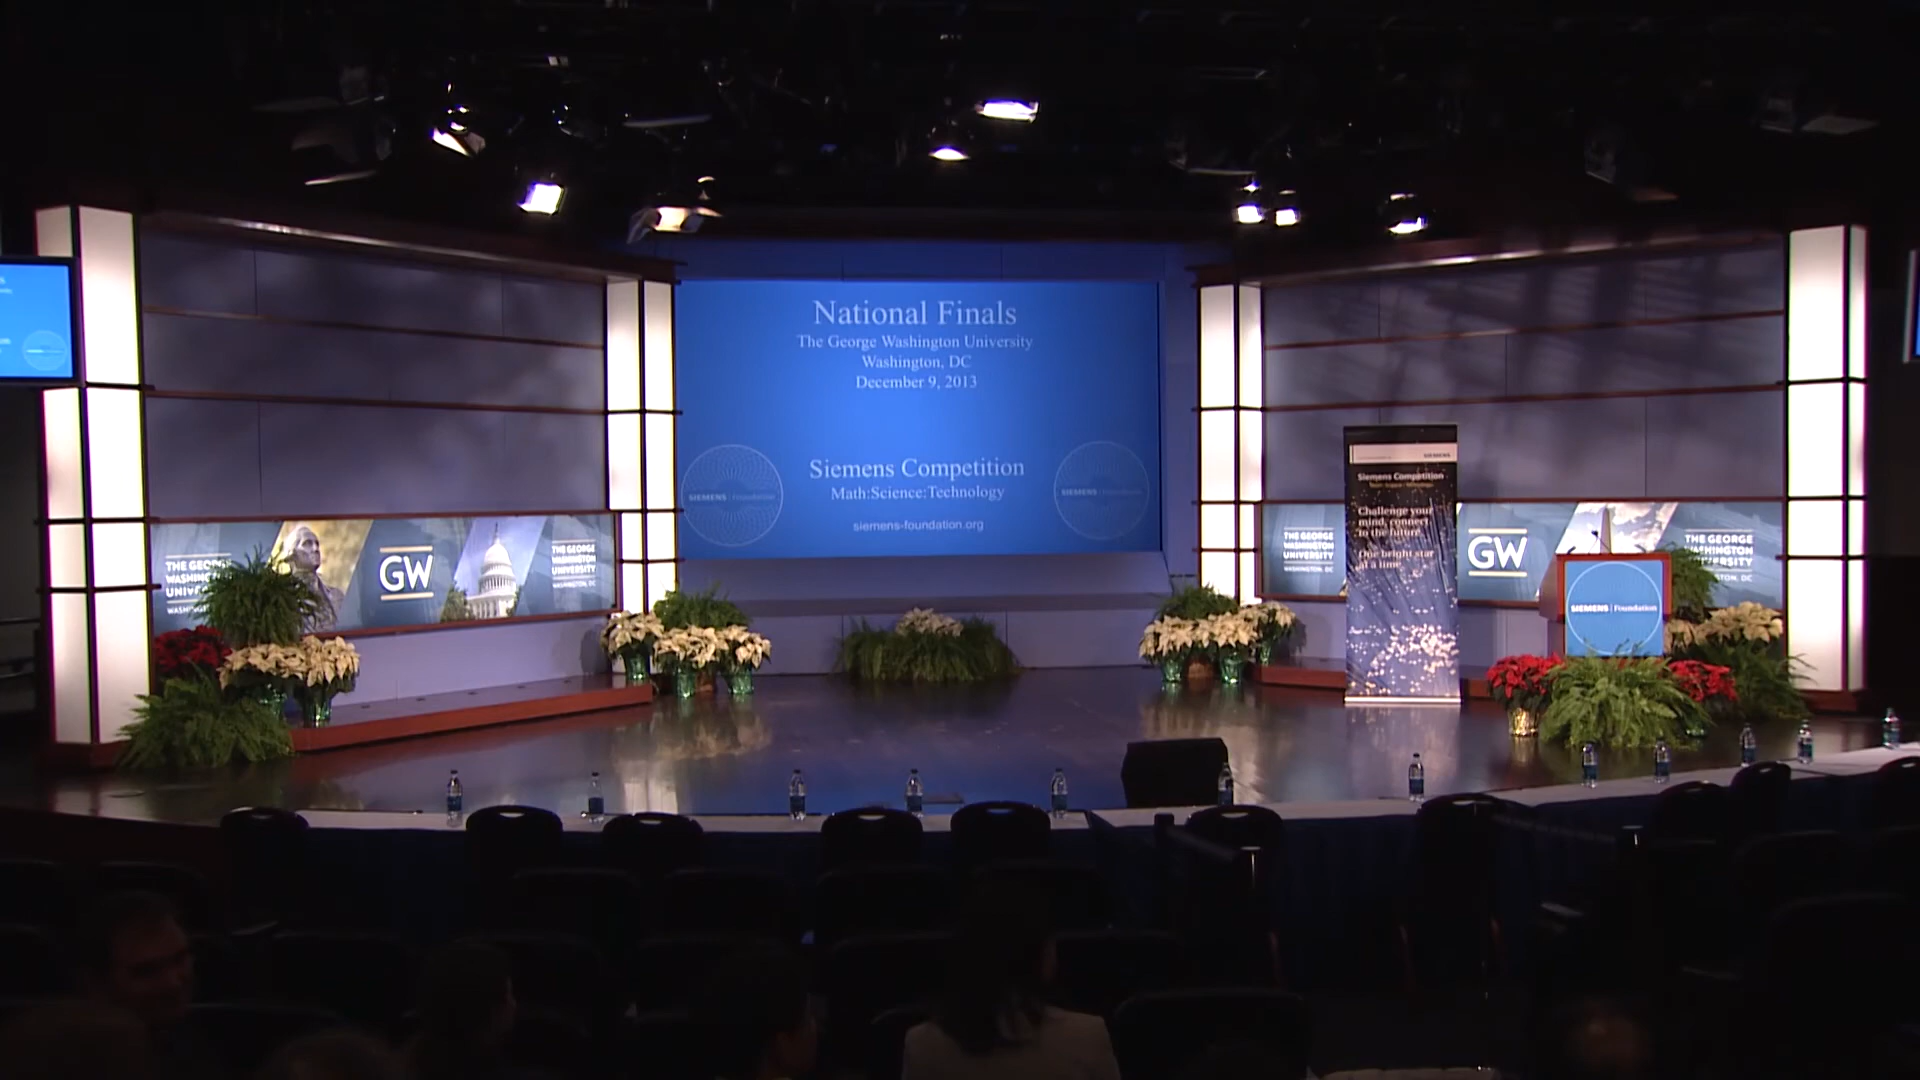 National Finals
The George Washington University
Washington, DC
December 9, 2013
Siemens Competition
Math:Science:Technology
siemens-foundation.org
SIEMENS | Foundation
SIEMENS
THE GEORGE
WASHINGTON, DC
GW
THE GEORGE
WASHINGTON
UNIVERSITY
WASHINGTON, DC
THE GEORGE
WASHINGTON
UNIVERSITY
WASHINGTON, DC
SIEMENS
Siemens Competition
Challenge your
mind, connect
to the future
One bright star
at a time
GW
THE GEORGE
SIEMENS | Foundation